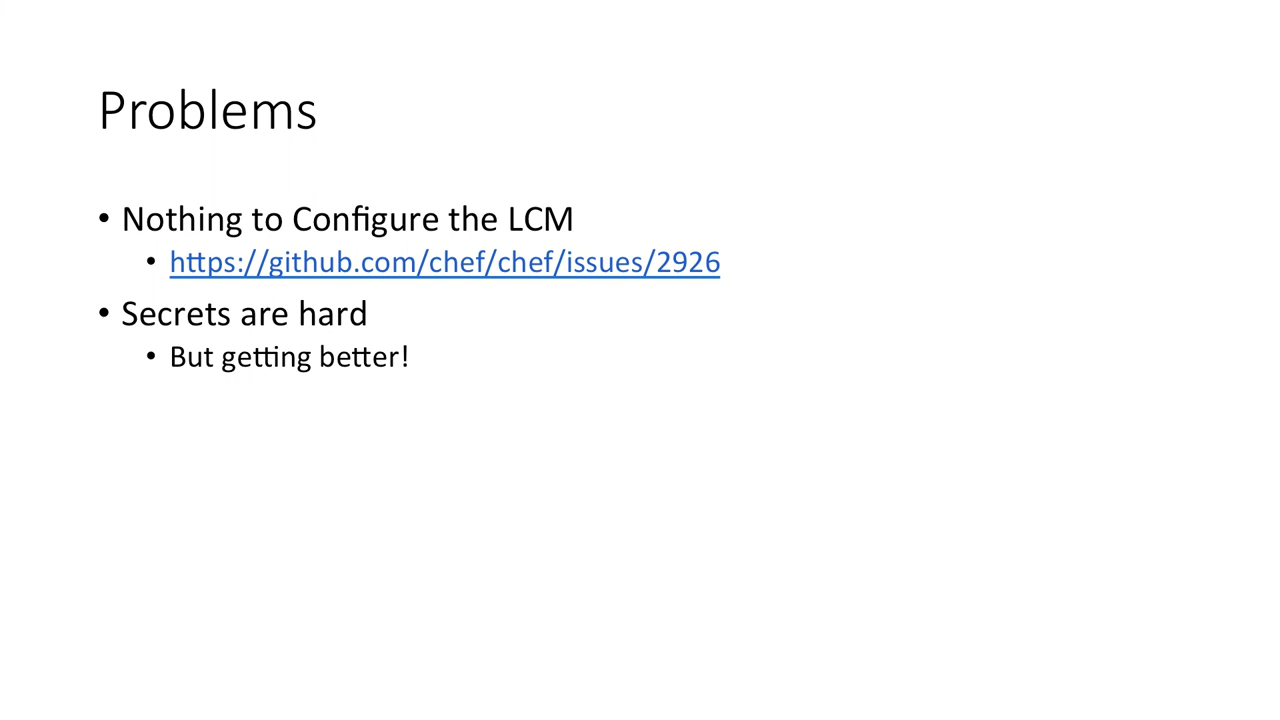 Problems
• Nothing to Configure the LCM
• https://github.com/chef/chef/issues/2926
• Secrets are hard
• But getting better!